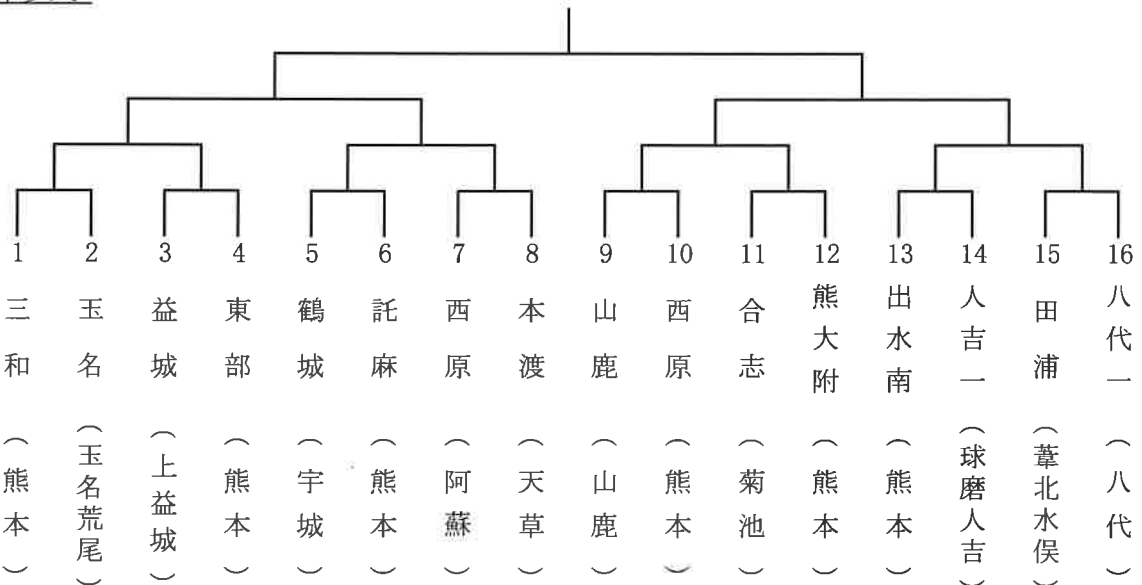 1 三和 (熊本)
2 玉名 (玉名荒尾)
3 益城 (上益城)
4 東部 (熊本)
5 鶴城 (宇城)
6 託麻 (熊本)
7 西原 (阿蘇)
8 本渡 (天草)
9 山鹿 (山鹿)
10 西原 (熊本)
11 合志 (菊池)
12 熊大附 (熊本)
13 出水南 (熊本)
14 人吉一 (球磨人吉)
15 田浦 (葦北水俣)
16 八代一 (八代)